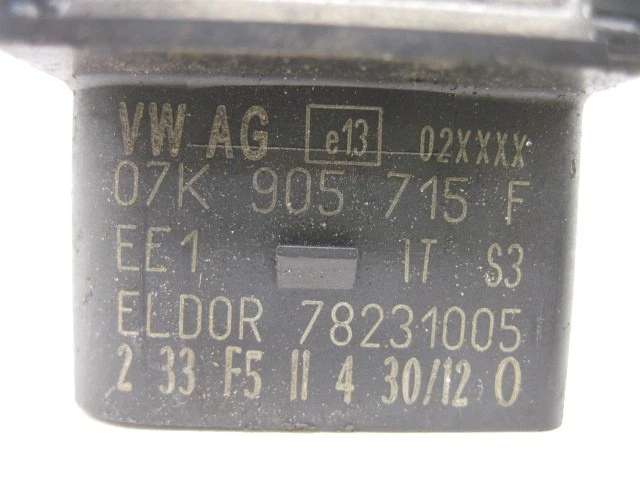 VW AG e13 02XXXX
07K 905 715 F
EE1 IT S3
ELDOR 78231005
2 33 F5 II 4 30/12 0